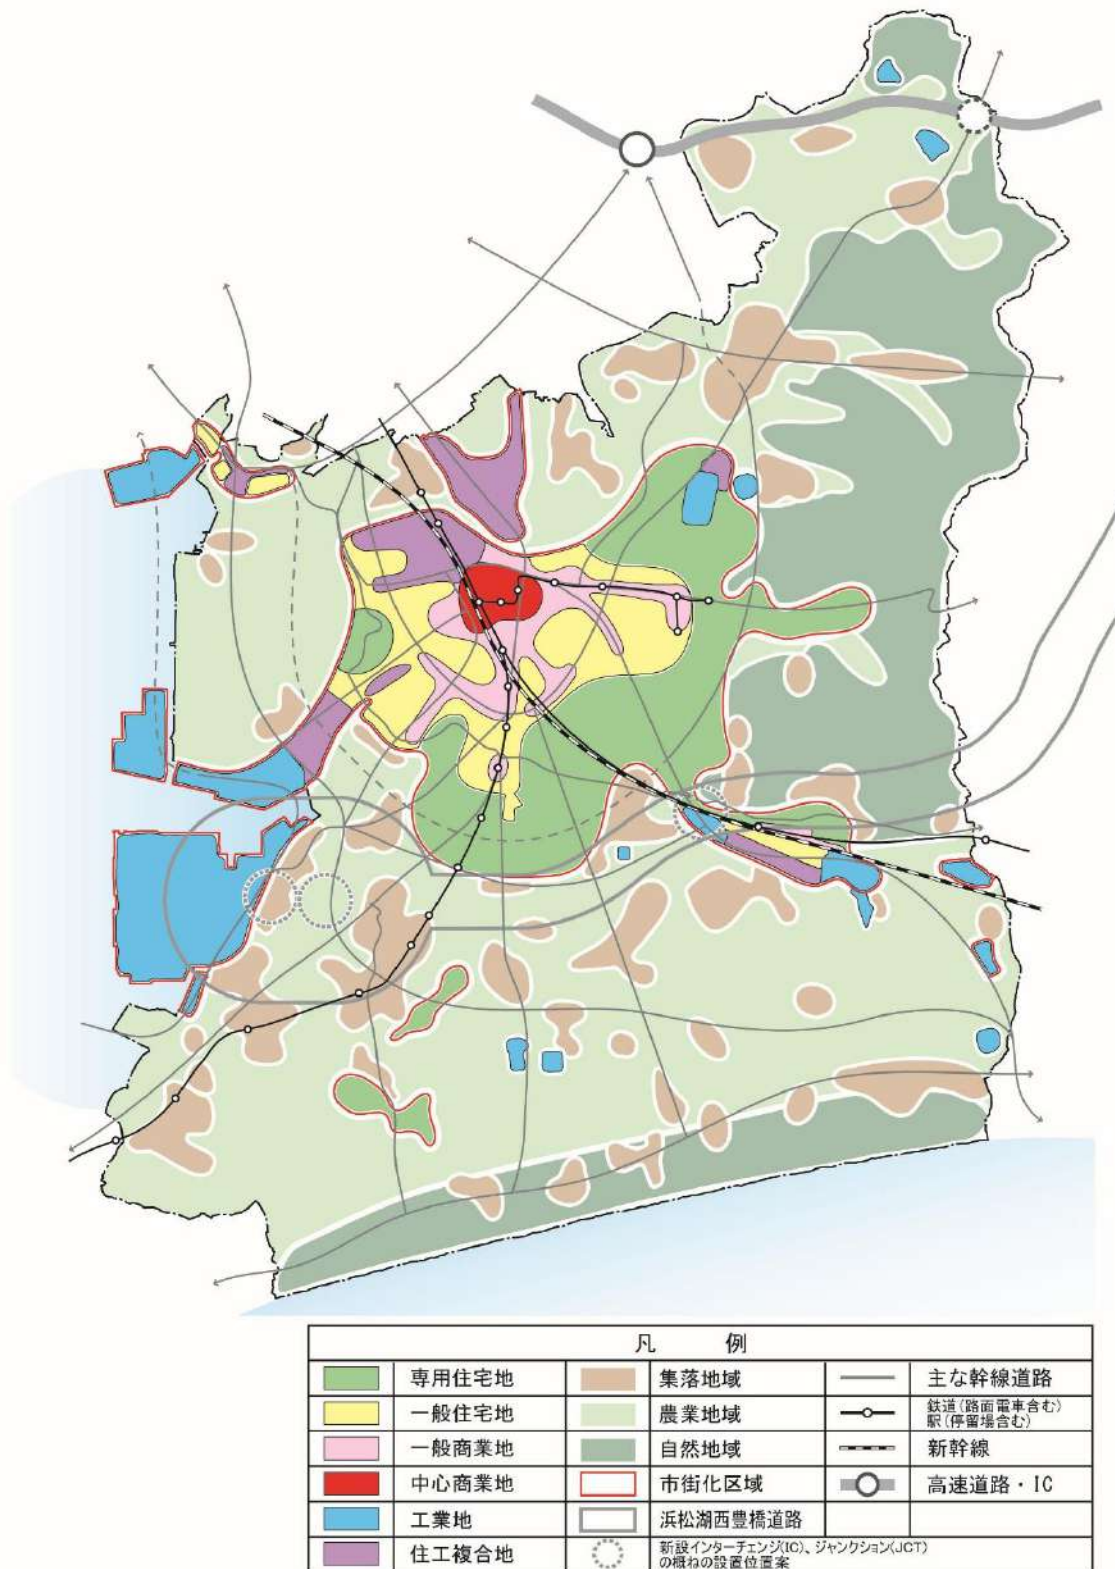 凡 例
専用住宅地
集落地域
主な幹線道路
一般住宅地
農業地域
鉄道(路面電車含む)
駅(停留場含む)
一般商業地
自然地域
新幹線
中心商業地
市街化区域
高速道路・IC
工業地
浜松湖西豊橋道路
住工複合地
新設インターチェンジ(IC)、ジャンクション(JCT)
の概ねの設置位置案